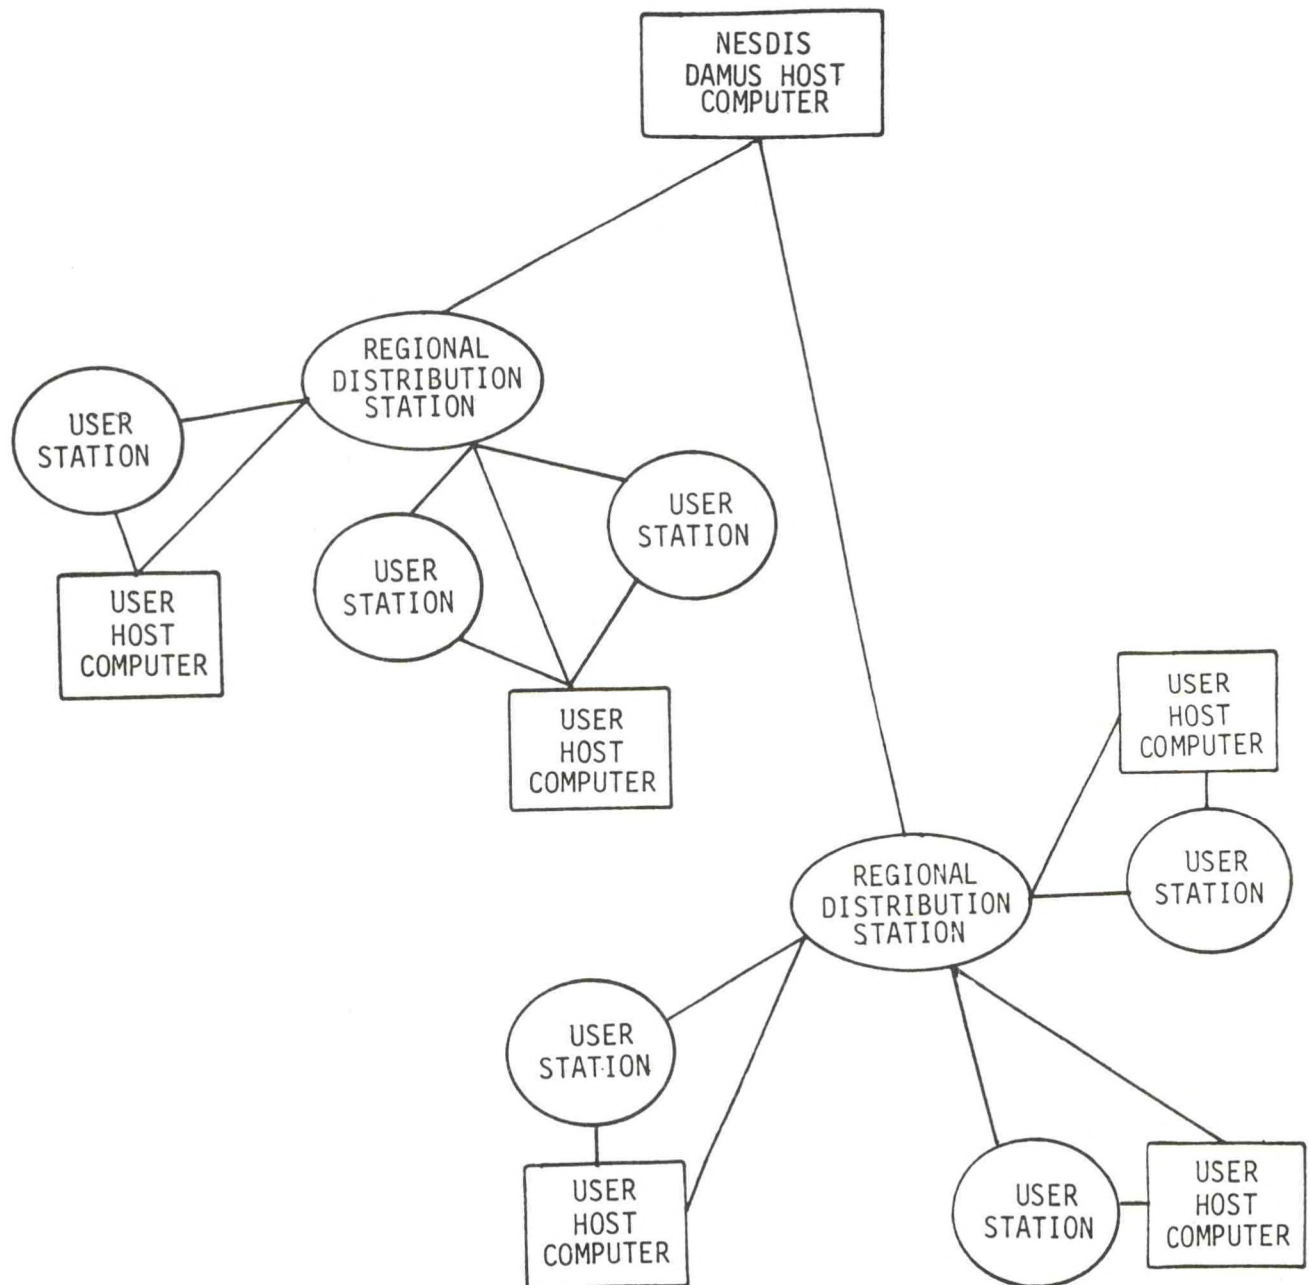 NESDIS
DAMUS HOST
COMPUTER
REGIONAL
DISTRIBUTION
STATION
USER
STATION
USER
HOST
COMPUTER
USER
STATION
USER
STATION
USER
HOST
COMPUTER
USER
HOST
COMPUTER
USER
STATION
REGIONAL
DISTRIBUTION
STATION
USER
STATION
USER
HOST
COMPUTER
USER
STATION
USER
HOST
COMPUTER